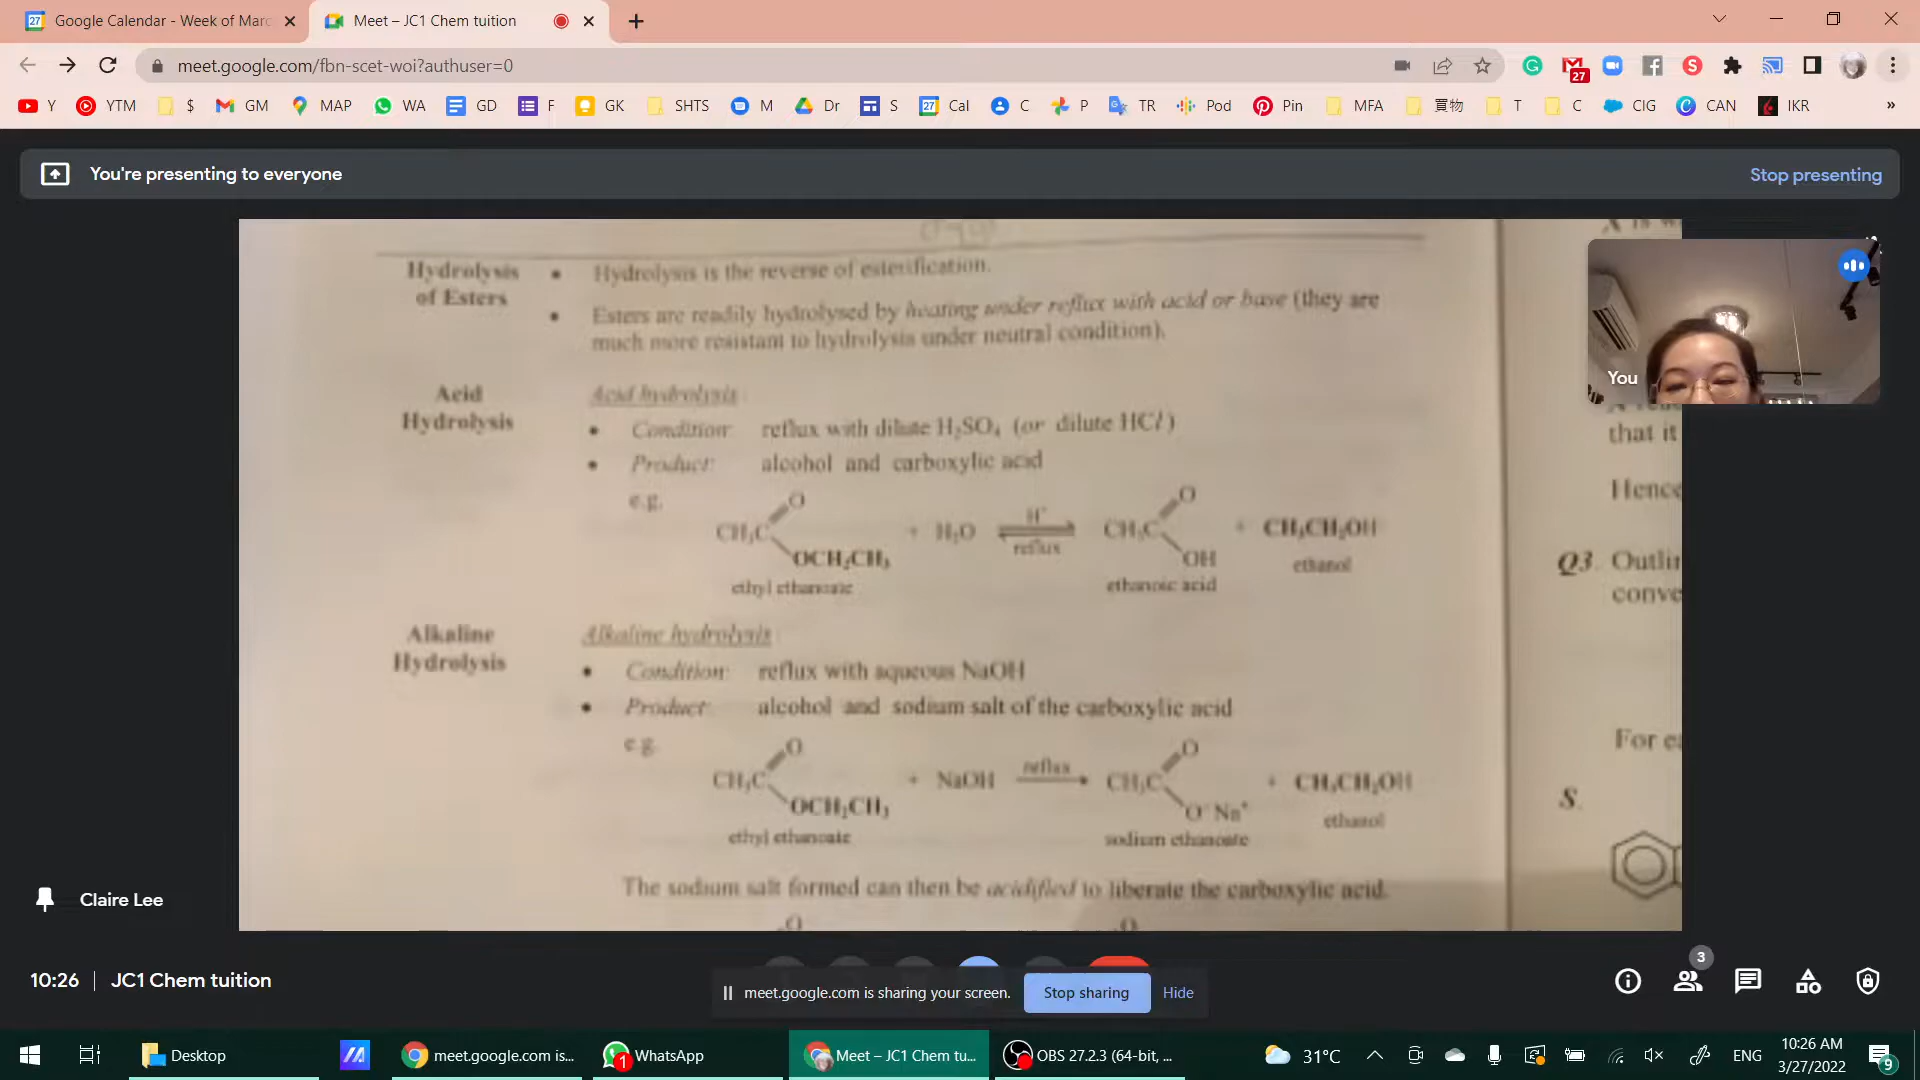 Google Calendar - Week of Marc
Meet – JC1 Chem tuition
meet.google.com/fbn-scet-woi?authuser=0
27
Y YTM $ GM MAP WA GD F GK SHTS M Dr S 27 Cal C P TR Pod Pin MFA 買物 T C CIG CAN IKR »
You're presenting to everyone
Stop presenting
Hydrolysis of Esters
• Hydrolysis is the reverse of esterification.
• Esters are readily hydrolysed by heating under reflux with acid or base (they are
much more resistant to hydrolysis under neutral condition).
You
Acid Hydrolysis
Acid hydrolysis
• Condition: reflux with dilute H₂SO₄ (or dilute HCl)
• Product: alcohol and carboxylic acid
e.g.
O O
CH₃C + H₂O H⁺ reflux CH₃C + CH₃CH₂OH
OCH₂CH₃ OH ethanol
ethyl ethanoate ethanoic acid
Alkaline Hydrolysis
Alkaline hydrolysis
• Condition: reflux with aqueous NaOH
• Product: alcohol and sodium salt of the carboxylic acid
e.g.
O O
CH₃C + NaOH reflux CH₃C + CH₃CH₂OH
OCH₂CH₃ O⁻ Na⁺ ethanol
ethyl ethanoate sodium ethanoate
The sodium salt formed can then be acidified to liberate the carboxylic acid.
O O
that it
Hence
Q3. Outlin
conve
For ea
S.
Claire Lee
10:26 | JC1 Chem tuition
meet.google.com is sharing your screen.
Stop sharing
Hide
3
Desktop
meet.google.com is...
1 WhatsApp
Meet – JC1 Chem tu...
OBS 27.2.3 (64-bit, ...
31°C
ENG
10:26 AM
3/27/2022
9